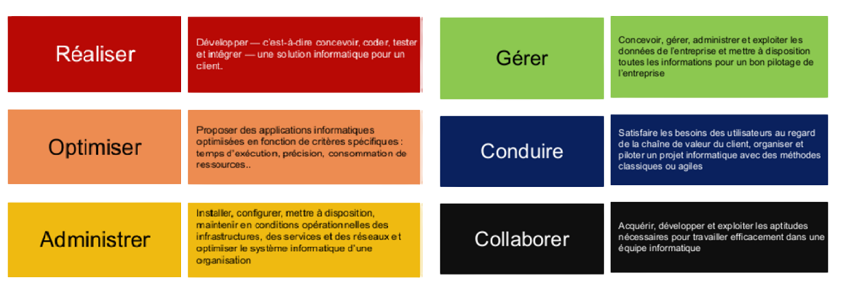 Réaliser
Développer — c'est-à-dim concevoir, coder, tester
et intégrer — une solution informatique pour un
client.
Optimiser
Proposer des applications informatiques
optimisées en fonction de critères spécifiques :
temps d'exécution, précision, consommation de
ressources..
Administrer
Installer, configurer, mettre à disposition,
maintenir en conditions opérationnelles des
infrastructures, des services et des réseaux et
optimiser le système informatique d'une
organisation
Gérer
Concevoir, gérer, administrer et exploiter les
données de l'entreprise et mettre à disposition
toutes les informations pour un bon pilotage de
l'entreprise
Conduire
Satisfaire les besoins des utilisateurs au regard
de la chaîne de valeur du client, organiser et
piloter un projet informatique avec des méthodes
classiques ou agiles
Collaborer
Acquérir, développer et exploiter les aptitudes
nécessaires pour travailler efficacement dans une
équipe informatique